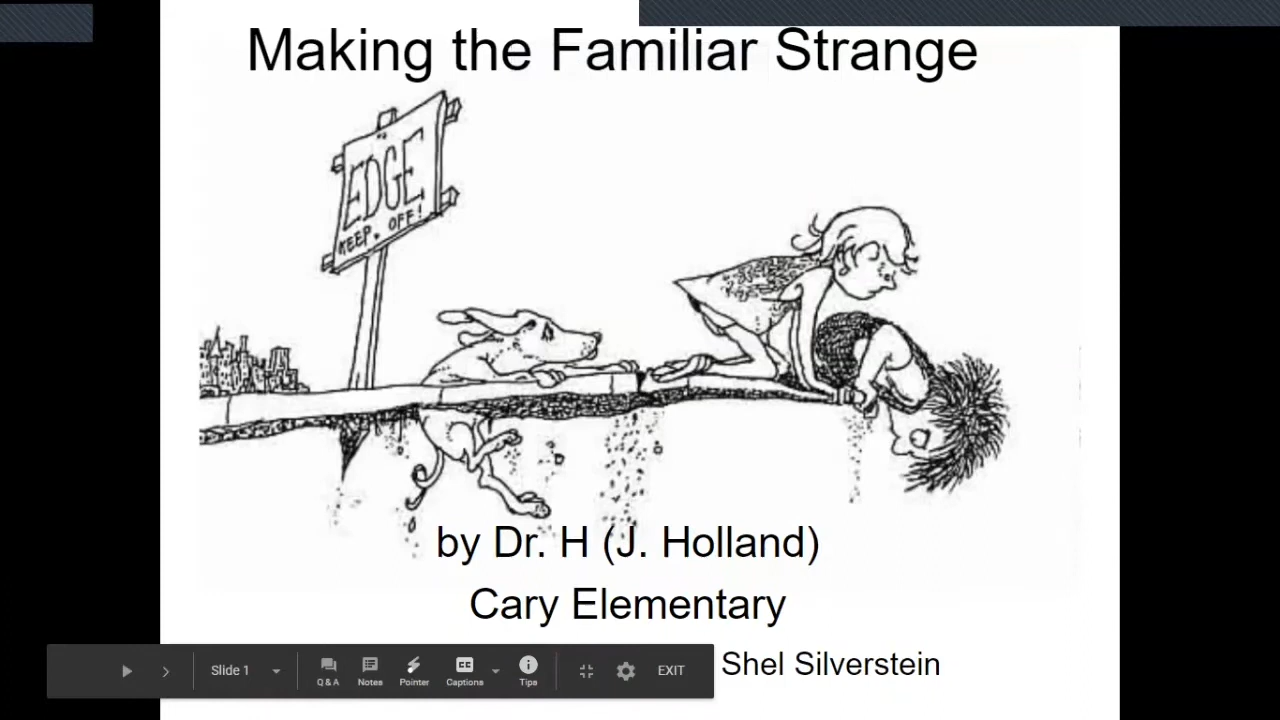 Making the Familiar Strange
EDGE
KEEP. OFF!
by Dr. H (J. Holland)
Cary Elementary
Shel Silverstein
Slide 1
Q & A
Notes
Pointer
CC
Captions
Tips
EXIT